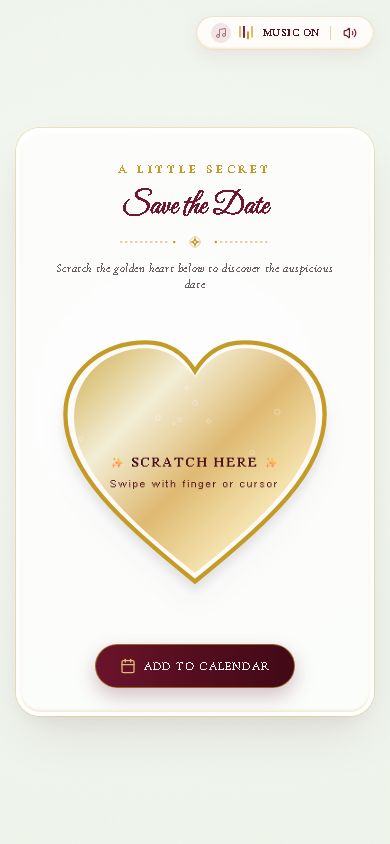 MUSIC ON
A LITTLE SECRET
Save the Date
Scratch the golden heart below to discover the auspicious
date
✨ SCRATCH HERE ✨
Swipe with finger or cursor
ADD TO CALENDAR